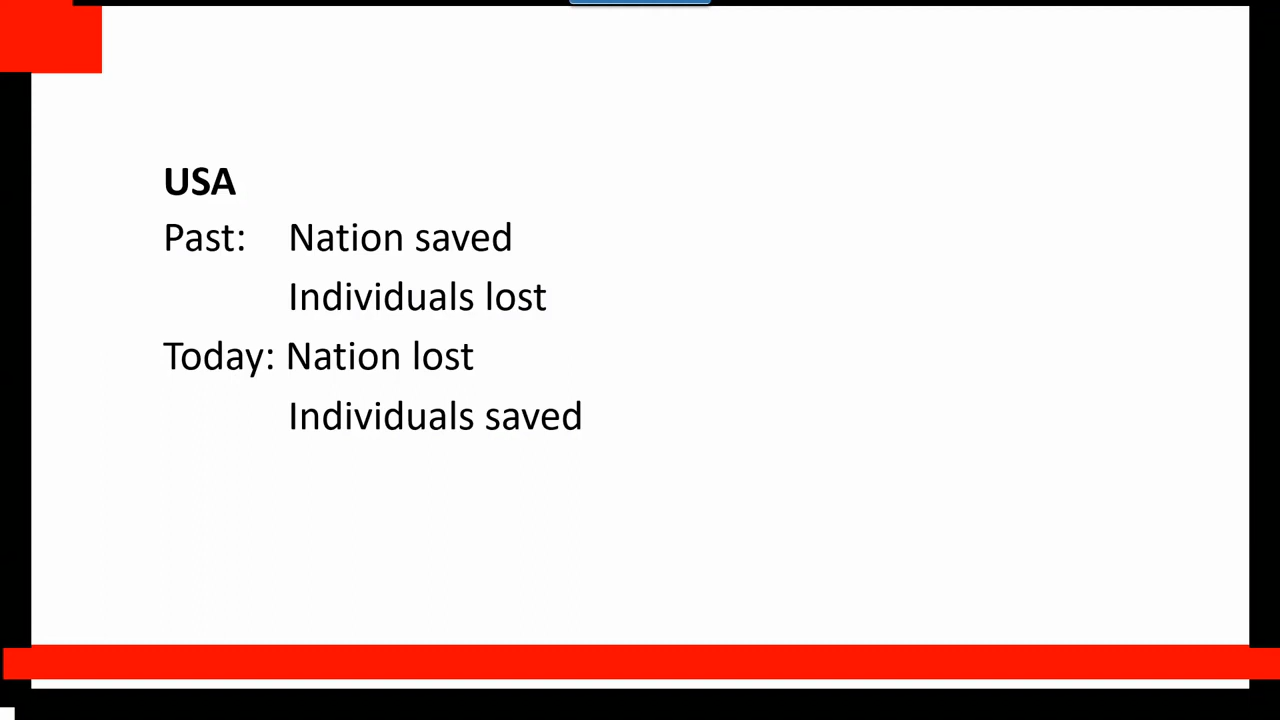 USA
Past: Nation saved
Individuals lost
Today: Nation lost
Individuals saved